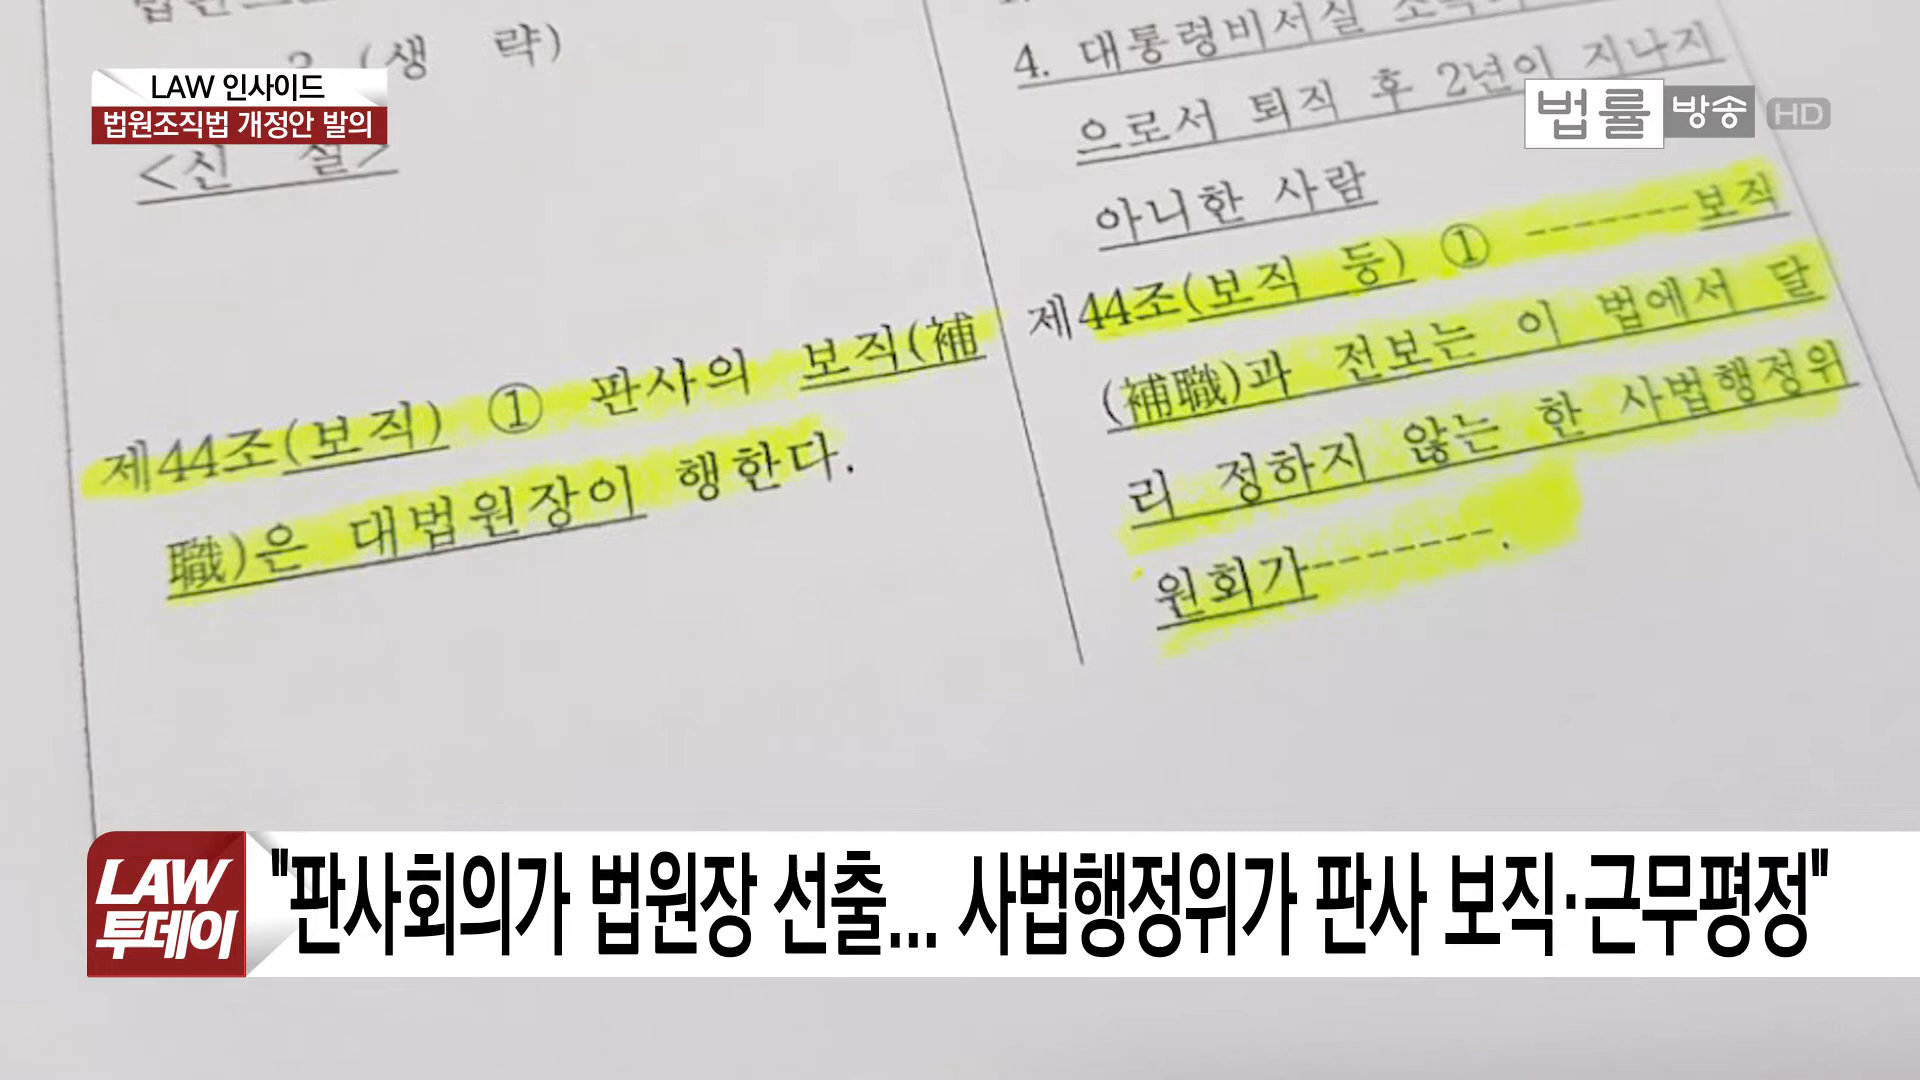 LAW 인사이드
법원조직법 개정안 발의
법률방송 HD
(생 략)
<신 설>
제44조(보직) ① 판사의 보직(補
職)은 대법원장이 행한다.
4. 대통령비서실
으로서 퇴직 후 2년이 지나지
아니한 사람
제44조(보직 등) ① -------보직
(補職)과 전보는 이 법에서 달
리 정하지 않는 한 사법행정위
원회가-------.
LAW
투데이
"판사회의가 법원장 선출... 사법행정위가 판사 보직·근무평정"